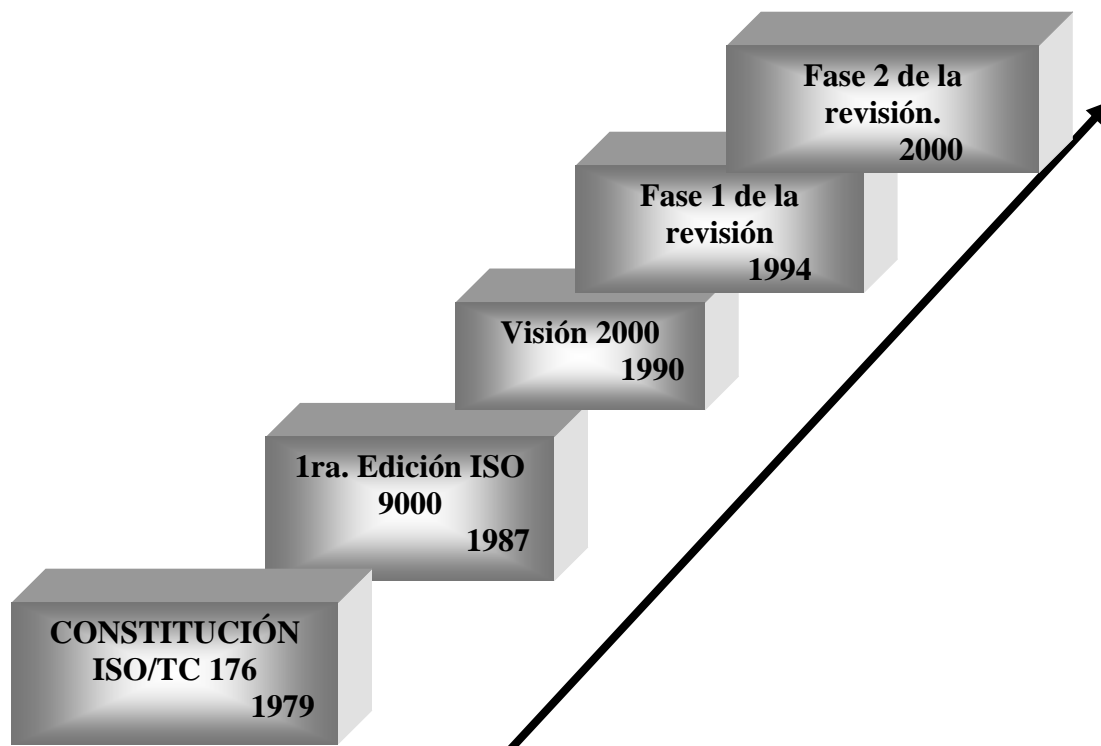 Fase 2 de la
revisión.
2000
Fase 1 de la
revisión
1994
Visión 2000
1990
1ra. Edición ISO
9000
1987
CONSTITUCIÓN
ISO/TC 176
1979